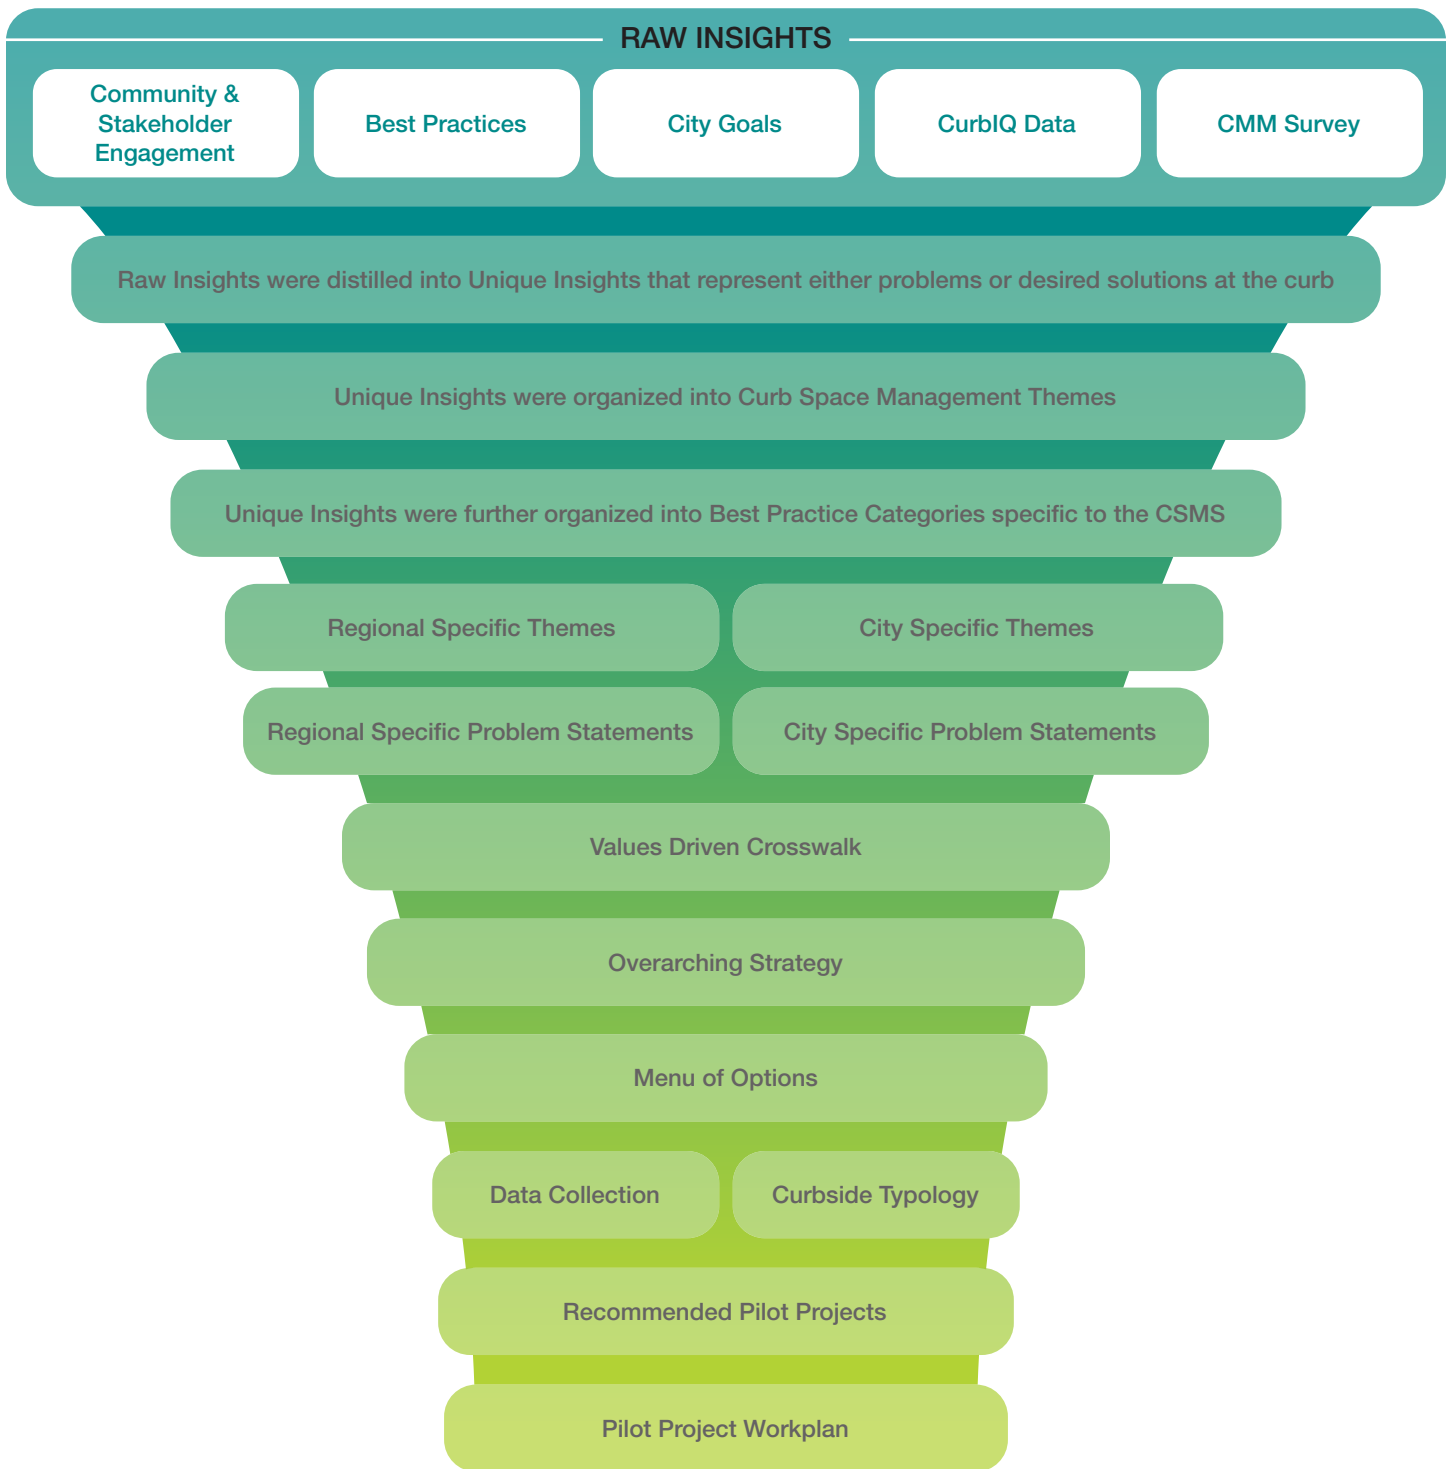 RAW INSIGHTS
Community &
Stakeholder
Engagement
Best Practices
City Goals
CurbIQ Data
CMM Survey
Raw Insights were distilled into Unique Insights that represent either problems or desired solutions at the curb
Unique Insights were organized into Curb Space Management Themes
Unique Insights were further organized into Best Practice Categories specific to the CSMS
Regional Specific Themes
City Specific Themes
Regional Specific Problem Statements
City Specific Problem Statements
Values Driven Crosswalk
Overarching Strategy
Menu of Options
Data Collection
Curbside Typology
Recommended Pilot Projects
Pilot Project Workplan